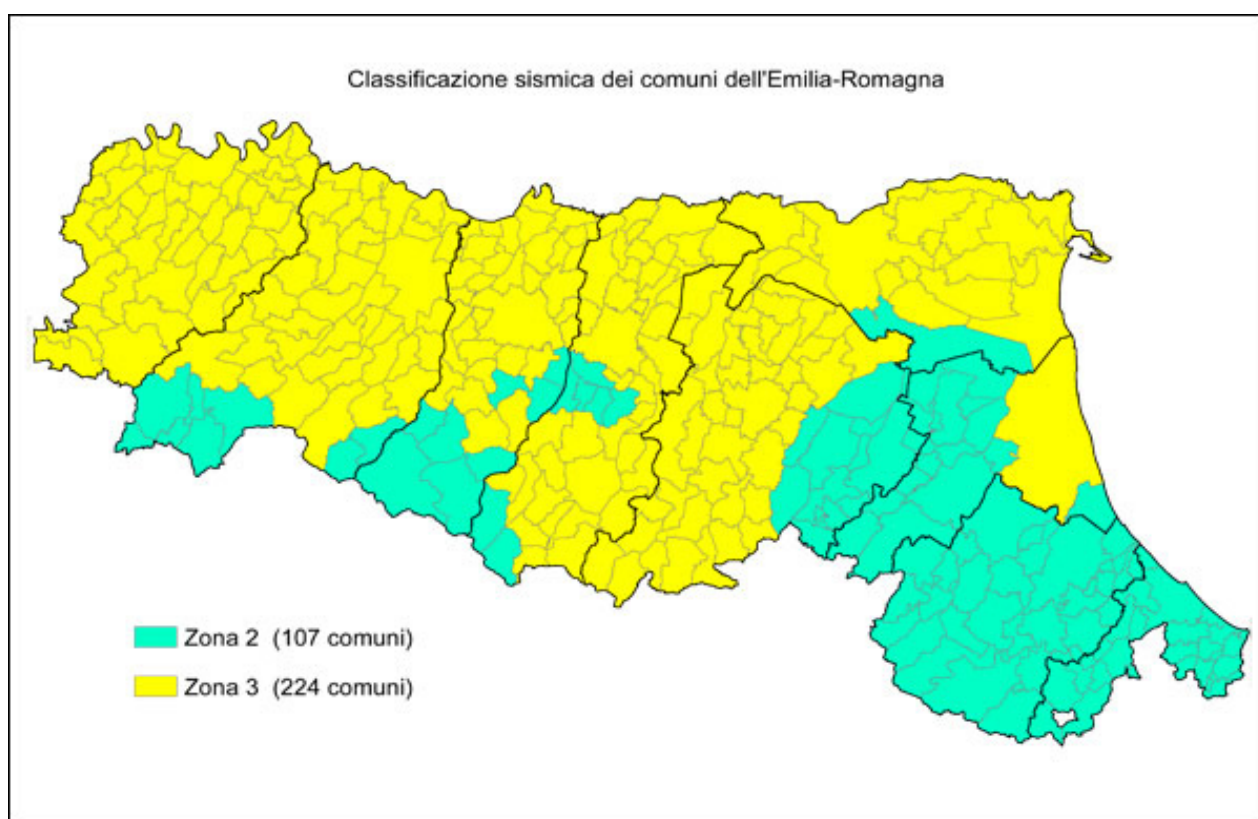 Classificazione sismica dei comuni dell'Emilia-Romagna
Zona 2 (107 comuni)
Zona 3 (224 comuni)